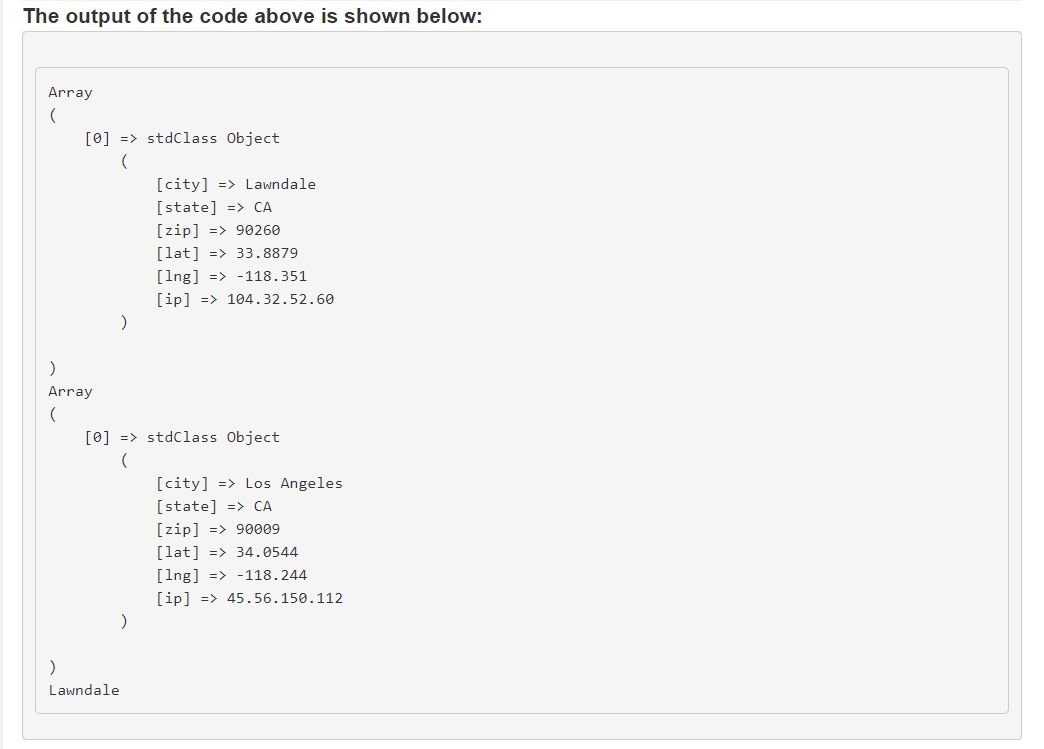 The output of the code above is shown below:
Array
(
    [0] => stdClass Object
        (
            [city] => Lawndale
            [state] => CA
            [zip] => 90260
            [lat] => 33.8879
            [lng] => -118.351
            [ip] => 104.32.52.60
        )

)
Array
(
    [0] => stdClass Object
        (
            [city] => Los Angeles
            [state] => CA
            [zip] => 90009
            [lat] => 34.0544
            [lng] => -118.244
            [ip] => 45.56.150.112
        )

)
Lawndale